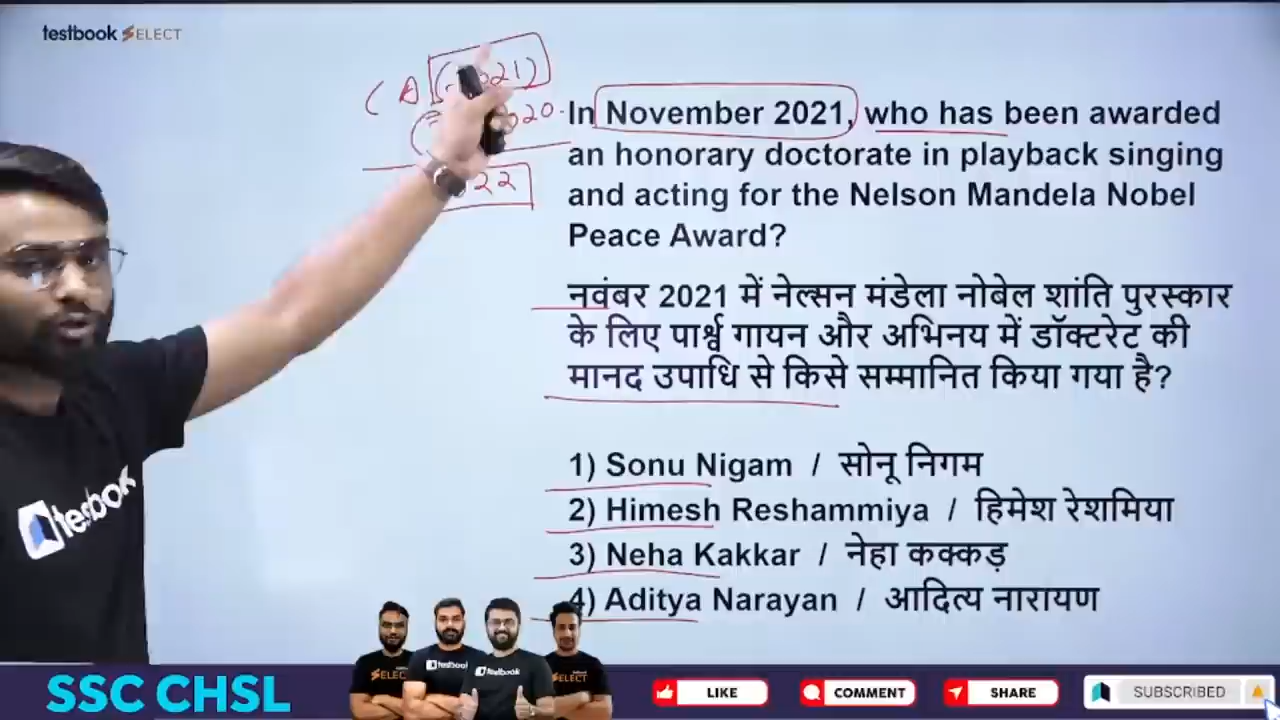 testbook SELECT
In November 2021, who has been awarded
an honorary doctorate in playback singing
and acting for the Nelson Mandela Nobel
Peace Award?
नवंबर 2021 में नेल्सन मंडेला नोबेल शांति पुरस्कार
के लिए पार्श्व गायन और अभिनय में डॉक्टरेट की
मानद उपाधि से किसे सम्मानित किया गया है?
1) Sonu Nigam / सोनू निगम
2) Himesh Reshammiya / हिमेश रेशमिया
3) Neha Kakkar / नेहा कक्कड़
4) Aditya Narayan / आदित्य नारायण
testbook
SSC CHSL
LIKE
COMMENT
SHARE
SUBSCRIBED